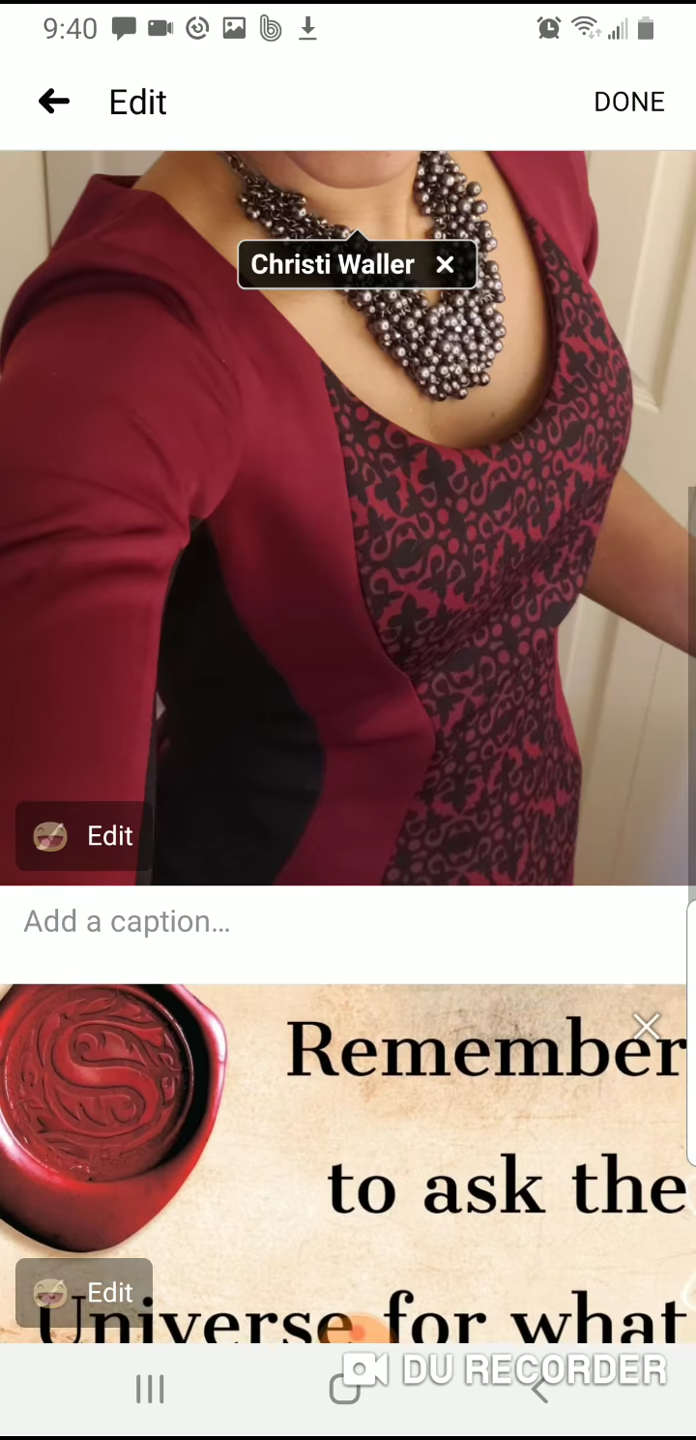 9:40
Edit
DONE
Christi Waller
Edit
Add a caption...
S
Remember
to ask the
Edit
Universe for what
DU RECORDER